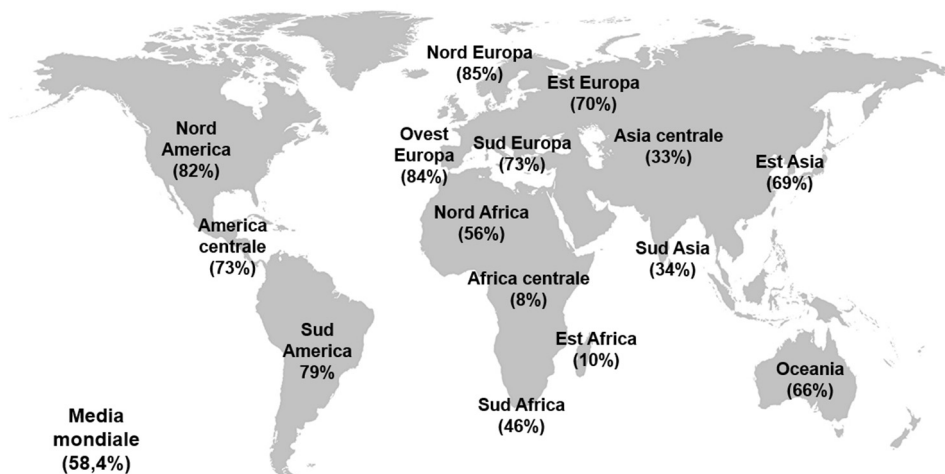 Nord Europa
(85%)
Est Europa
(70%)
Nord
America
(82%)
Ovest
Europa
(84%)
Sud Europa
(73%)
Asia centrale
(33%)
Est Asia
(69%)
America
centrale
(73%)
Nord Africa
(56%)
Sud Asia
(34%)
Africa centrale
(8%)
Sud
America
79%
Est Africa
(10%)
Oceania
(66%)
Sud Africa
(46%)
Media
mondiale
(58,4%)